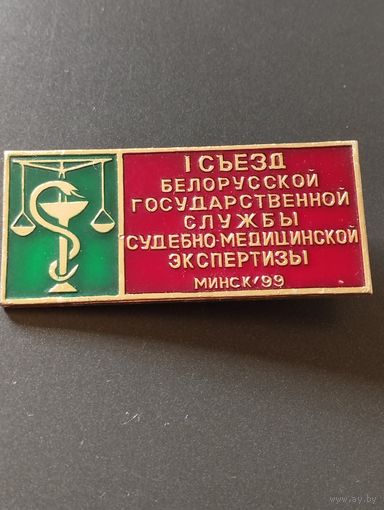 I СЪЕЗД
БЕЛОРУССКОЙ
ГОСУДАРСТВЕННОЙ
СЛУЖБЫ
СУДЕБНО-МЕДИЦИНСКОЙ
ЭКСПЕРТИЗЫ
МИНСК/99
www.ay.by